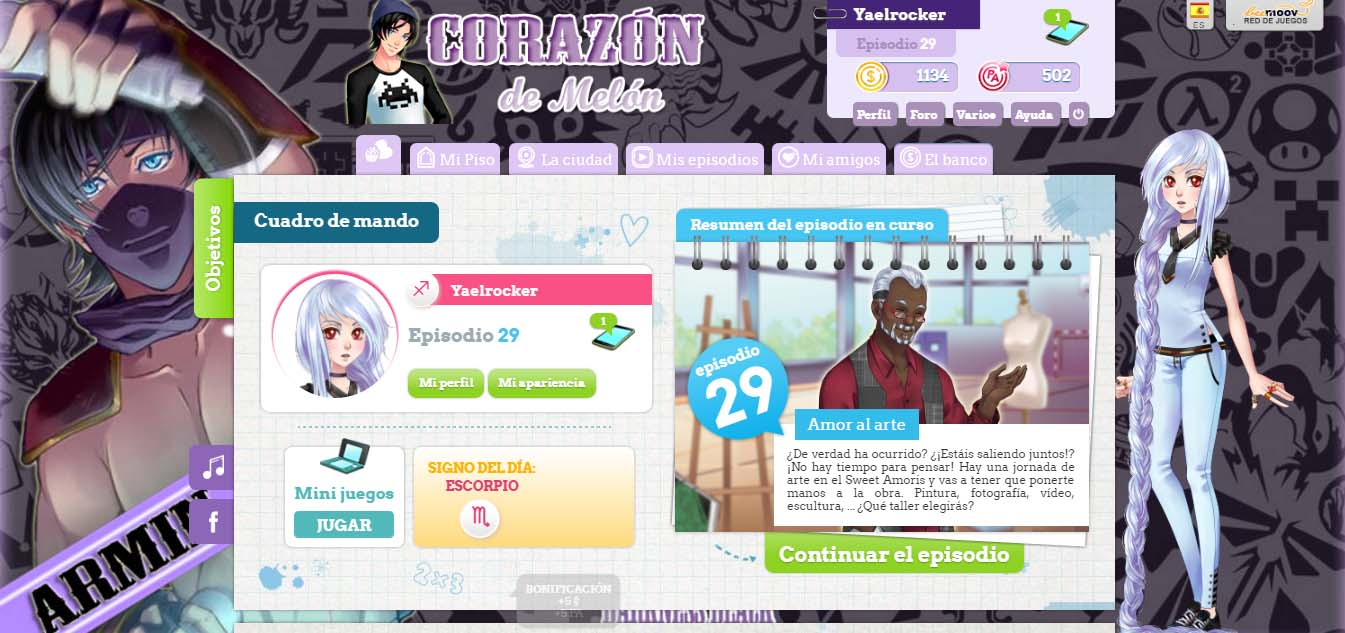 CORAZÓN
de Melón
Yaelrocker
1
Episodio 29
1134
502
Perfil
Foro
Varios
Ayuda
ES
beemoov
RED DE JUEGOS
Mi Piso
La ciudad
Mis episodios
Mi amigos
El banco
Objetivos
Cuadro de mando
Yaelrocker
Episodio 29
1
Mi perfil
Mi apariencia
Mini juegos
JUGAR
SIGNO DEL DÍA:
ESCORPIO
Resumen del episodio en curso
episodio
29
Amor al arte
¿De verdad ha ocurrido? ¿¡Estáis saliendo juntos!?
¡No hay tiempo para pensar! Hay una jornada de
arte en el Sweet Amoris y vas a tener que ponerte
manos a la obra. Pintura, fotografía, vídeo,
escultura, ... ¿Qué taller elegirás?
Continuar el episodio
2x3
BONIFICACIÓN
+5 $
+5 PA
ARMIN